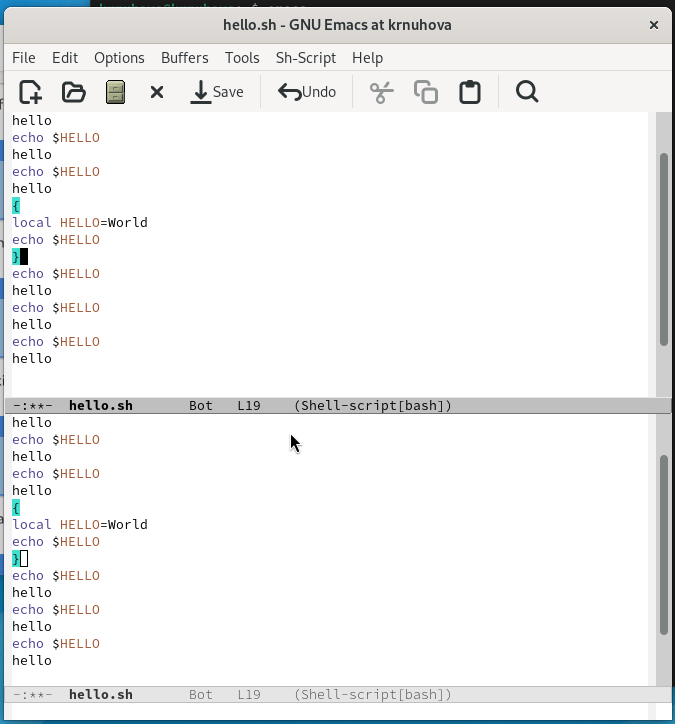 hello.sh - GNU Emacs at krnuhova
File Edit Options Buffers Tools Sh-Script Help
Save Undo
hello
echo $HELLO
hello
echo $HELLO
hello
{
local HELLO=World
echo $HELLO
}
echo $HELLO
hello
echo $HELLO
hello
echo $HELLO
hello
-:**- hello.sh Bot L19 (Shell-script[bash])
hello
echo $HELLO
hello
echo $HELLO
hello
{
local HELLO=World
echo $HELLO
}
echo $HELLO
hello
echo $HELLO
hello
echo $HELLO
hello
-:**- hello.sh Bot L19 (Shell-script[bash])